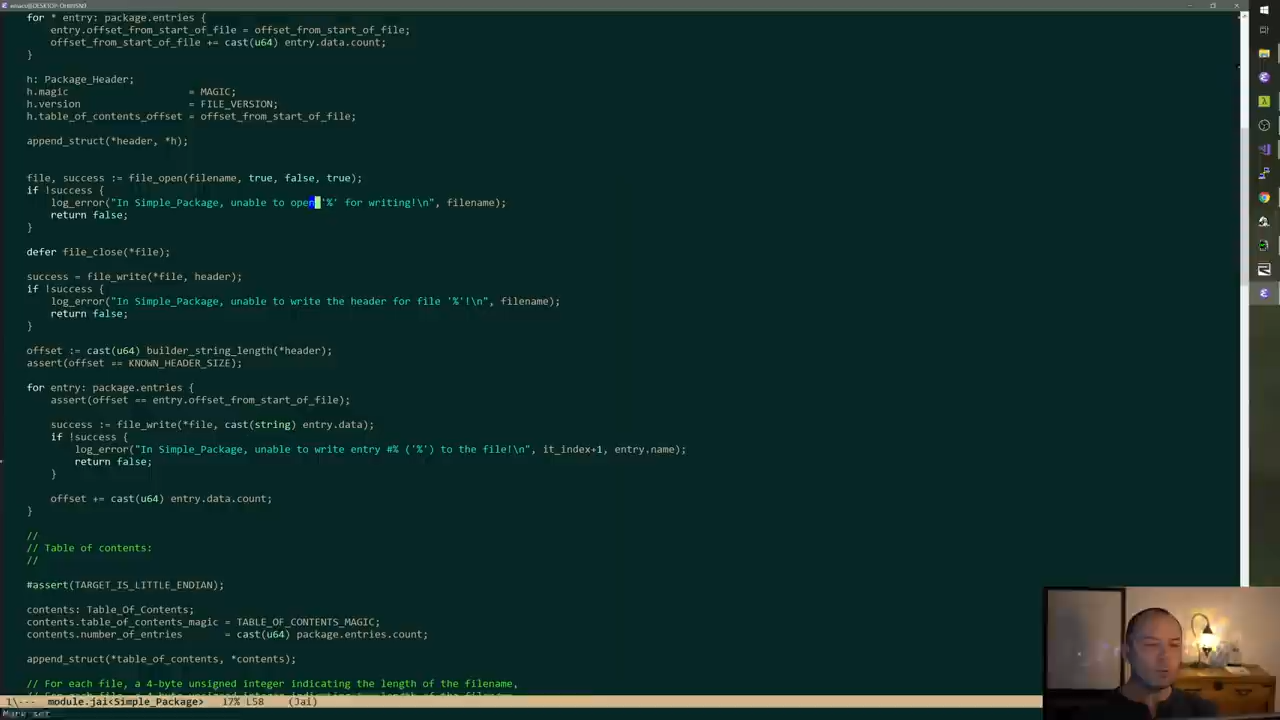 emacs@DESKTOP-
for * entry: package.entries {
entry.offset_from_start_of_file = offset_from_start_of_file;
offset_from_start_of_file += cast(u64) entry.data.count;
}
h: Package_Header;
h.magic = MAGIC;
h.version = FILE_VERSION;
h.table_of_contents_offset = offset_from_start_of_file;
append_struct(*header, *h);
file, success := file_open(filename, true, false, true);
if !success {
log_error("In Simple_Package, unable to open '%' for writing!\n", filename);
return false;
}
defer file_close(*file);
success = file_write(*file, header);
if !success {
log_error("In Simple_Package, unable to write the header for file '%'!\n", filename);
return false;
}
offset := cast(u64) builder_string_length(*header);
assert(offset == KNOWN_HEADER_SIZE);
for entry: package.entries {
assert(offset == entry.offset_from_start_of_file);
success := file_write(*file, cast(string) entry.data);
if !success {
log_error("In Simple_Package, unable to write entry #% ('%') to the file!\n", it_index+1, entry.name);
return false;
}
offset += cast(u64) entry.data.count;
}
//
// Table of contents:
//
#assert(TARGET_IS_LITTLE_ENDIAN);
contents: Table_Of_Contents;
contents.table_of_contents_magic = TABLE_OF_CONTENTS_MAGIC;
contents.number_of_entries = cast(u64) package.entries.count;
append_struct(*table_of_contents, *contents);
// For each file, a 4-byte unsigned integer indicating the length of the filename,
1\--- module.jai<Simple_Package> 17% L58 (Jai)
Mark set